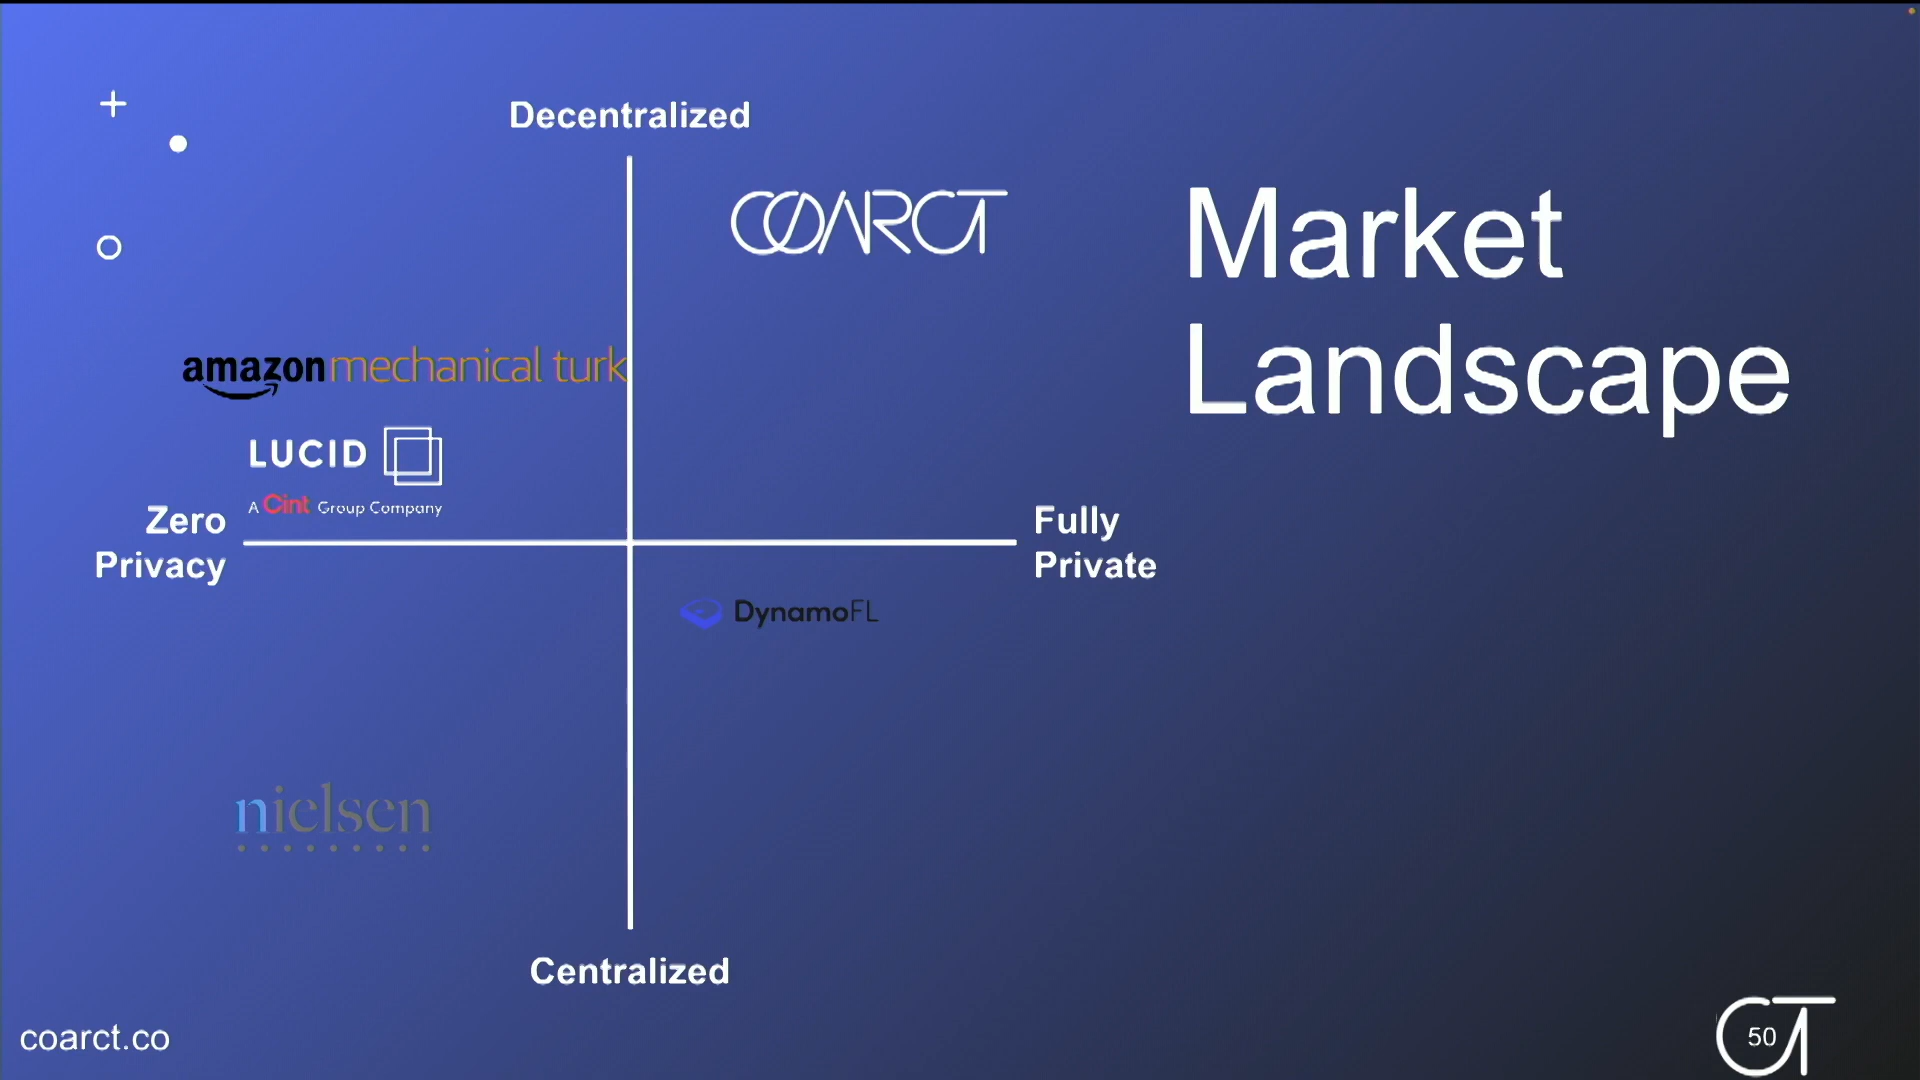 Decentralized
COARCT
Market
Landscape
amazon mechanical turk
LUCID
A Cint Group Company
Zero
Privacy
Fully
Private
DynamoFL
nielsen
Centralized
coarct.co
CT
50